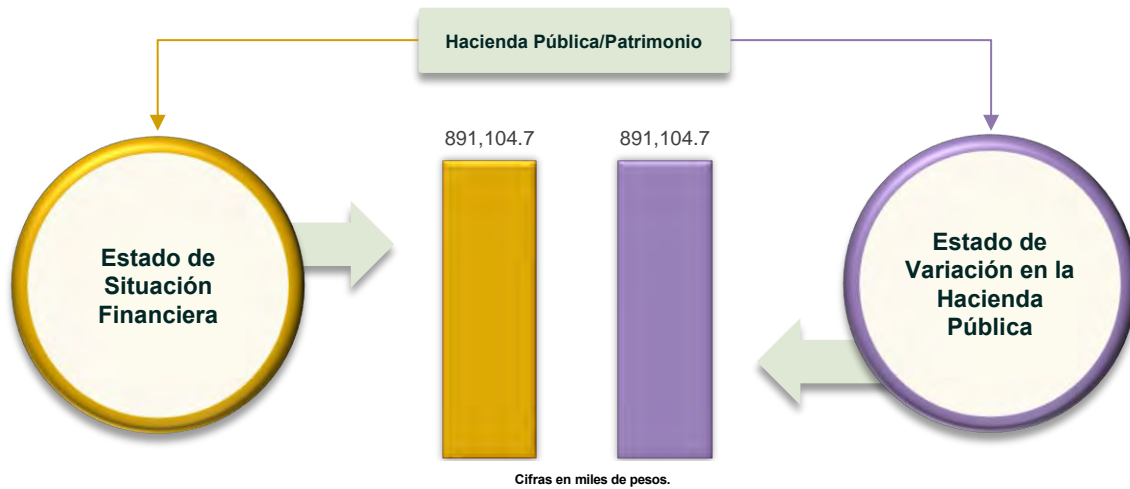 Hacienda Pública/Patrimonio
891,104.7
891,104.7
Estado de
Situación
Financiera
Estado de
Variación en la
Hacienda
Pública
Cifras en miles de pesos.